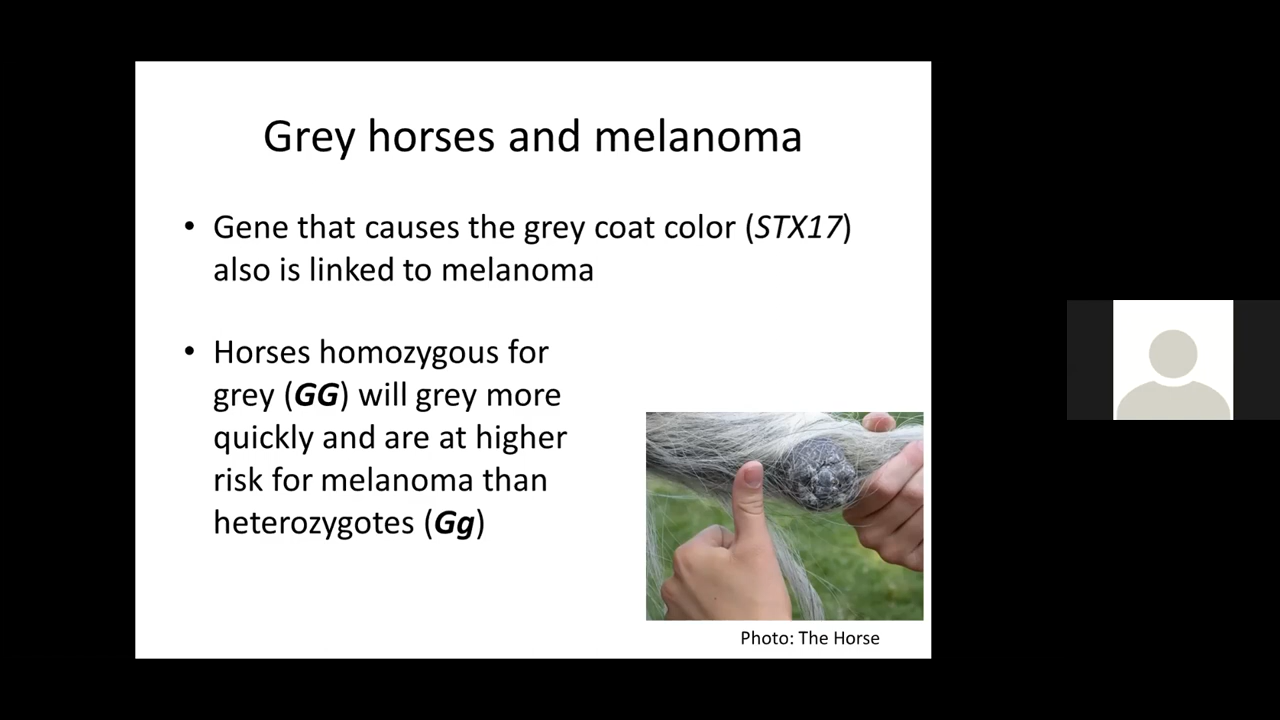 Grey horses and melanoma
• Gene that causes the grey coat color (STX17)
also is linked to melanoma
• Horses homozygous for
grey (GG) will grey more
quickly and are at higher
risk for melanoma than
heterozygotes (Gg)
Photo: The Horse